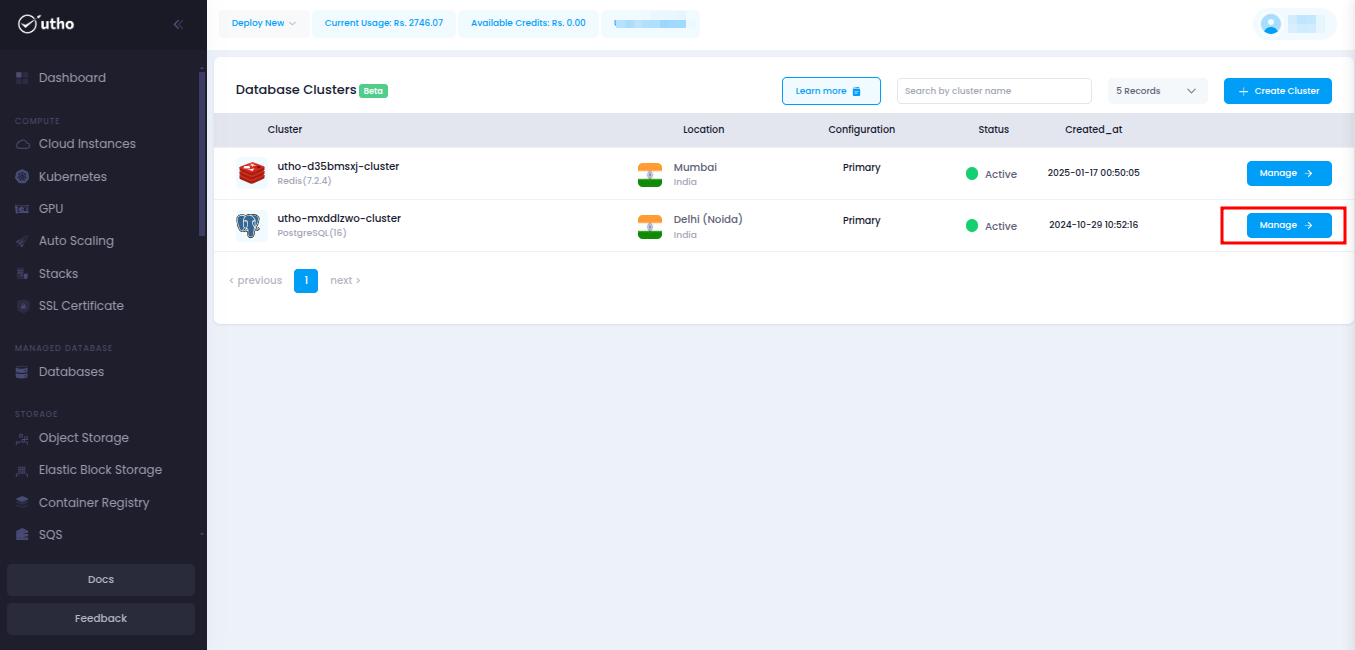 utho
Deploy New
Current Usage: Rs. 2746.07
Available Credits: Rs. 0.00
Dashboard
COMPUTE
Cloud Instances
Kubernetes
GPU
Auto Scaling
Stacks
SSL Certificate
MANAGED DATABASE
Databases
STORAGE
Object Storage
Elastic Block Storage
Container Registry
SQS
Docs
Feedback
Database Clusters Beta
Learn more
Search by cluster name
5 Records
+ Create Cluster
Cluster Location Configuration Status Created_at
utho-d35bmsxj-cluster
Redis(7.2.4)
Mumbai
India
Primary
Active
2025-01-17 00:50:05
Manage →
utho-mxddlzwo-cluster
PostgreSQL(16)
Delhi (Noida)
India
Primary
Active
2024-10-29 10:52:16
Manage →
< previous 1 next >